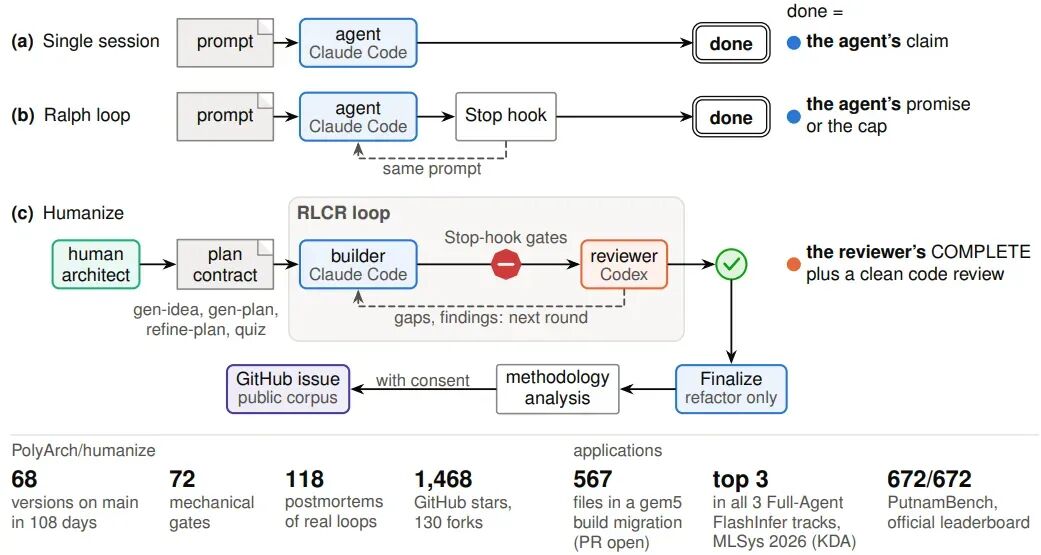 done =
(a) Single session
prompt
agent
Claude Code
done
the agent's claim
(b) Ralph loop
prompt
agent
Claude Code
Stop hook
done
the agent's promise
or the cap
same prompt
(c) Humanize
RLCR loop
human
architect
plan
contract
builder
Claude Code
Stop-hook gates
reviewer
Codex
the reviewer's COMPLETE
plus a clean code review
gen-idea, gen-plan,
refine-plan, quiz
gaps, findings: next round
GitHub issue
public corpus
with consent
methodology
analysis
Finalize
refactor only
PolyArch/humanize
applications
68
versions on main
in 108 days
72
mechanical
gates
118
postmortems
of real loops
1,468
GitHub stars,
130 forks
567
files in a gem5
build migration
(PR open)
top 3
in all 3 Full-Agent
FlashInfer tracks,
MLSys 2026 (KDA)
672/672
PutnamBench,
official leaderboard